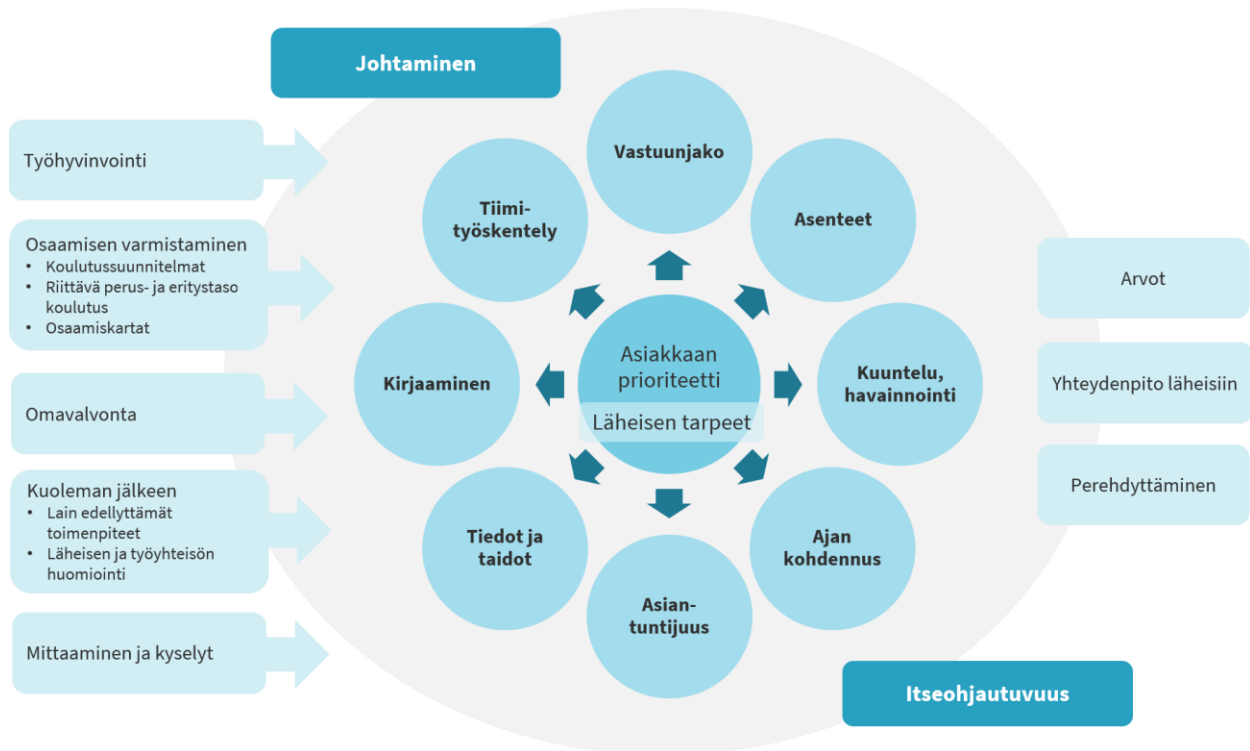 Johtaminen
Työhyvinvointi
Osaamisen varmistaminen
• Koulutussuunnitelmat
• Riittävä perus- ja eritystaso
koulutus
• Osaamiskartat
Omavalvonta
Kuoleman jälkeen
• Lain edellyttämät
toimenpiteet
• Läheisen ja työyhteisön
huomiointi
Mittaaminen ja kyselyt
Vastuunjako
Asenteet
Kuuntelu,
havainnointi
Ajan
kohdennus
Asian-
tuntijuus
Tiedot ja
taidot
Kirjaaminen
Tiimi-
työskentely
Asiakkaan
prioriteetti
Läheisen tarpeet
Arvot
Yhteydenpito läheisiin
Perehdyttäminen
Itseohjautuvuus